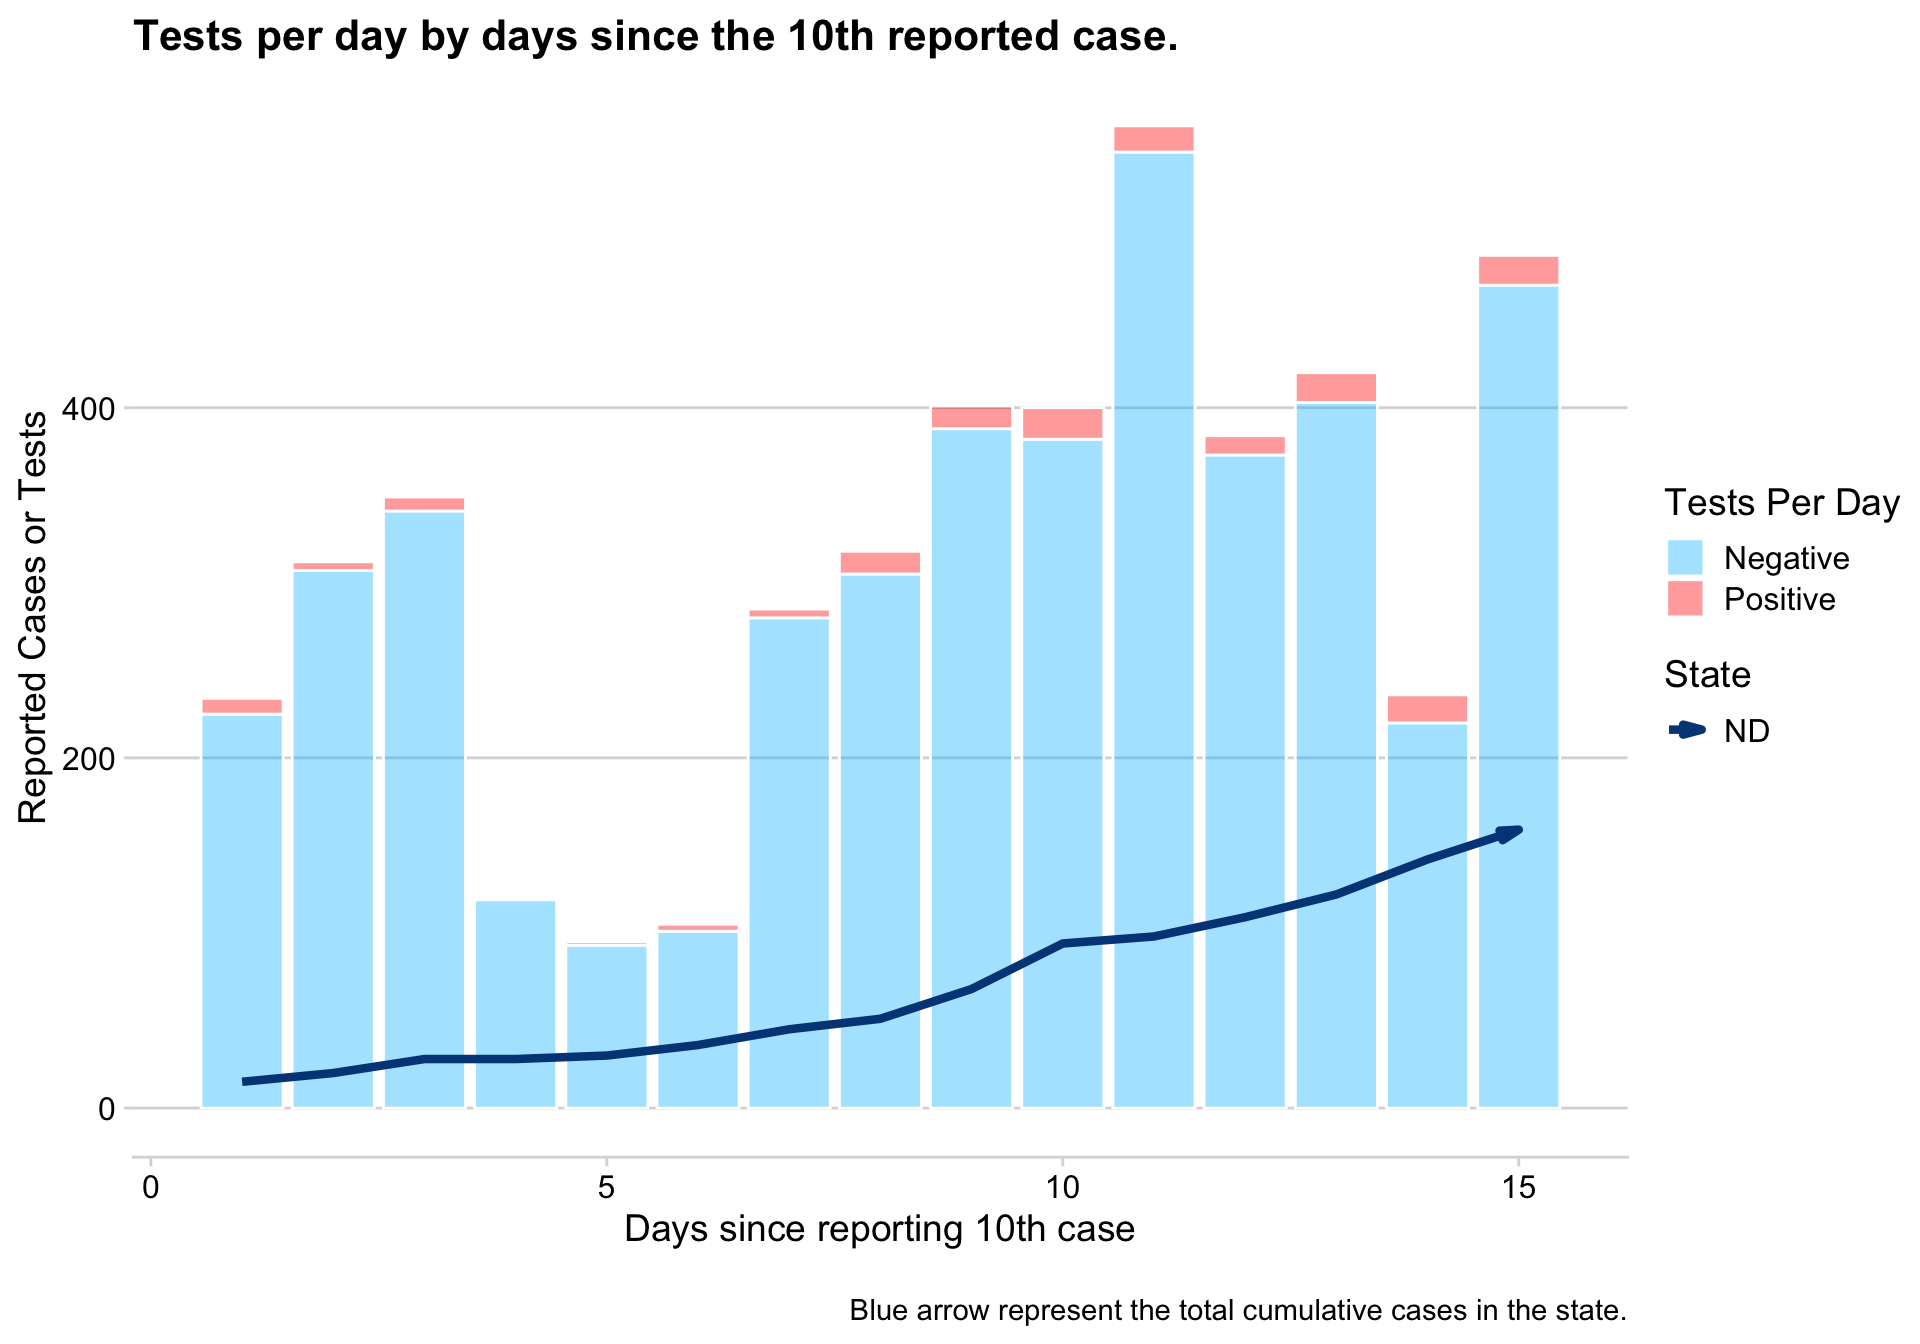 Tests per day by days since the 10th reported case.
Reported Cases or Tests
400
200
0
0
5
10
15
Days since reporting 10th case
Tests Per Day
Negative
Positive
State
ND
Blue arrow represent the total cumulative cases in the state.